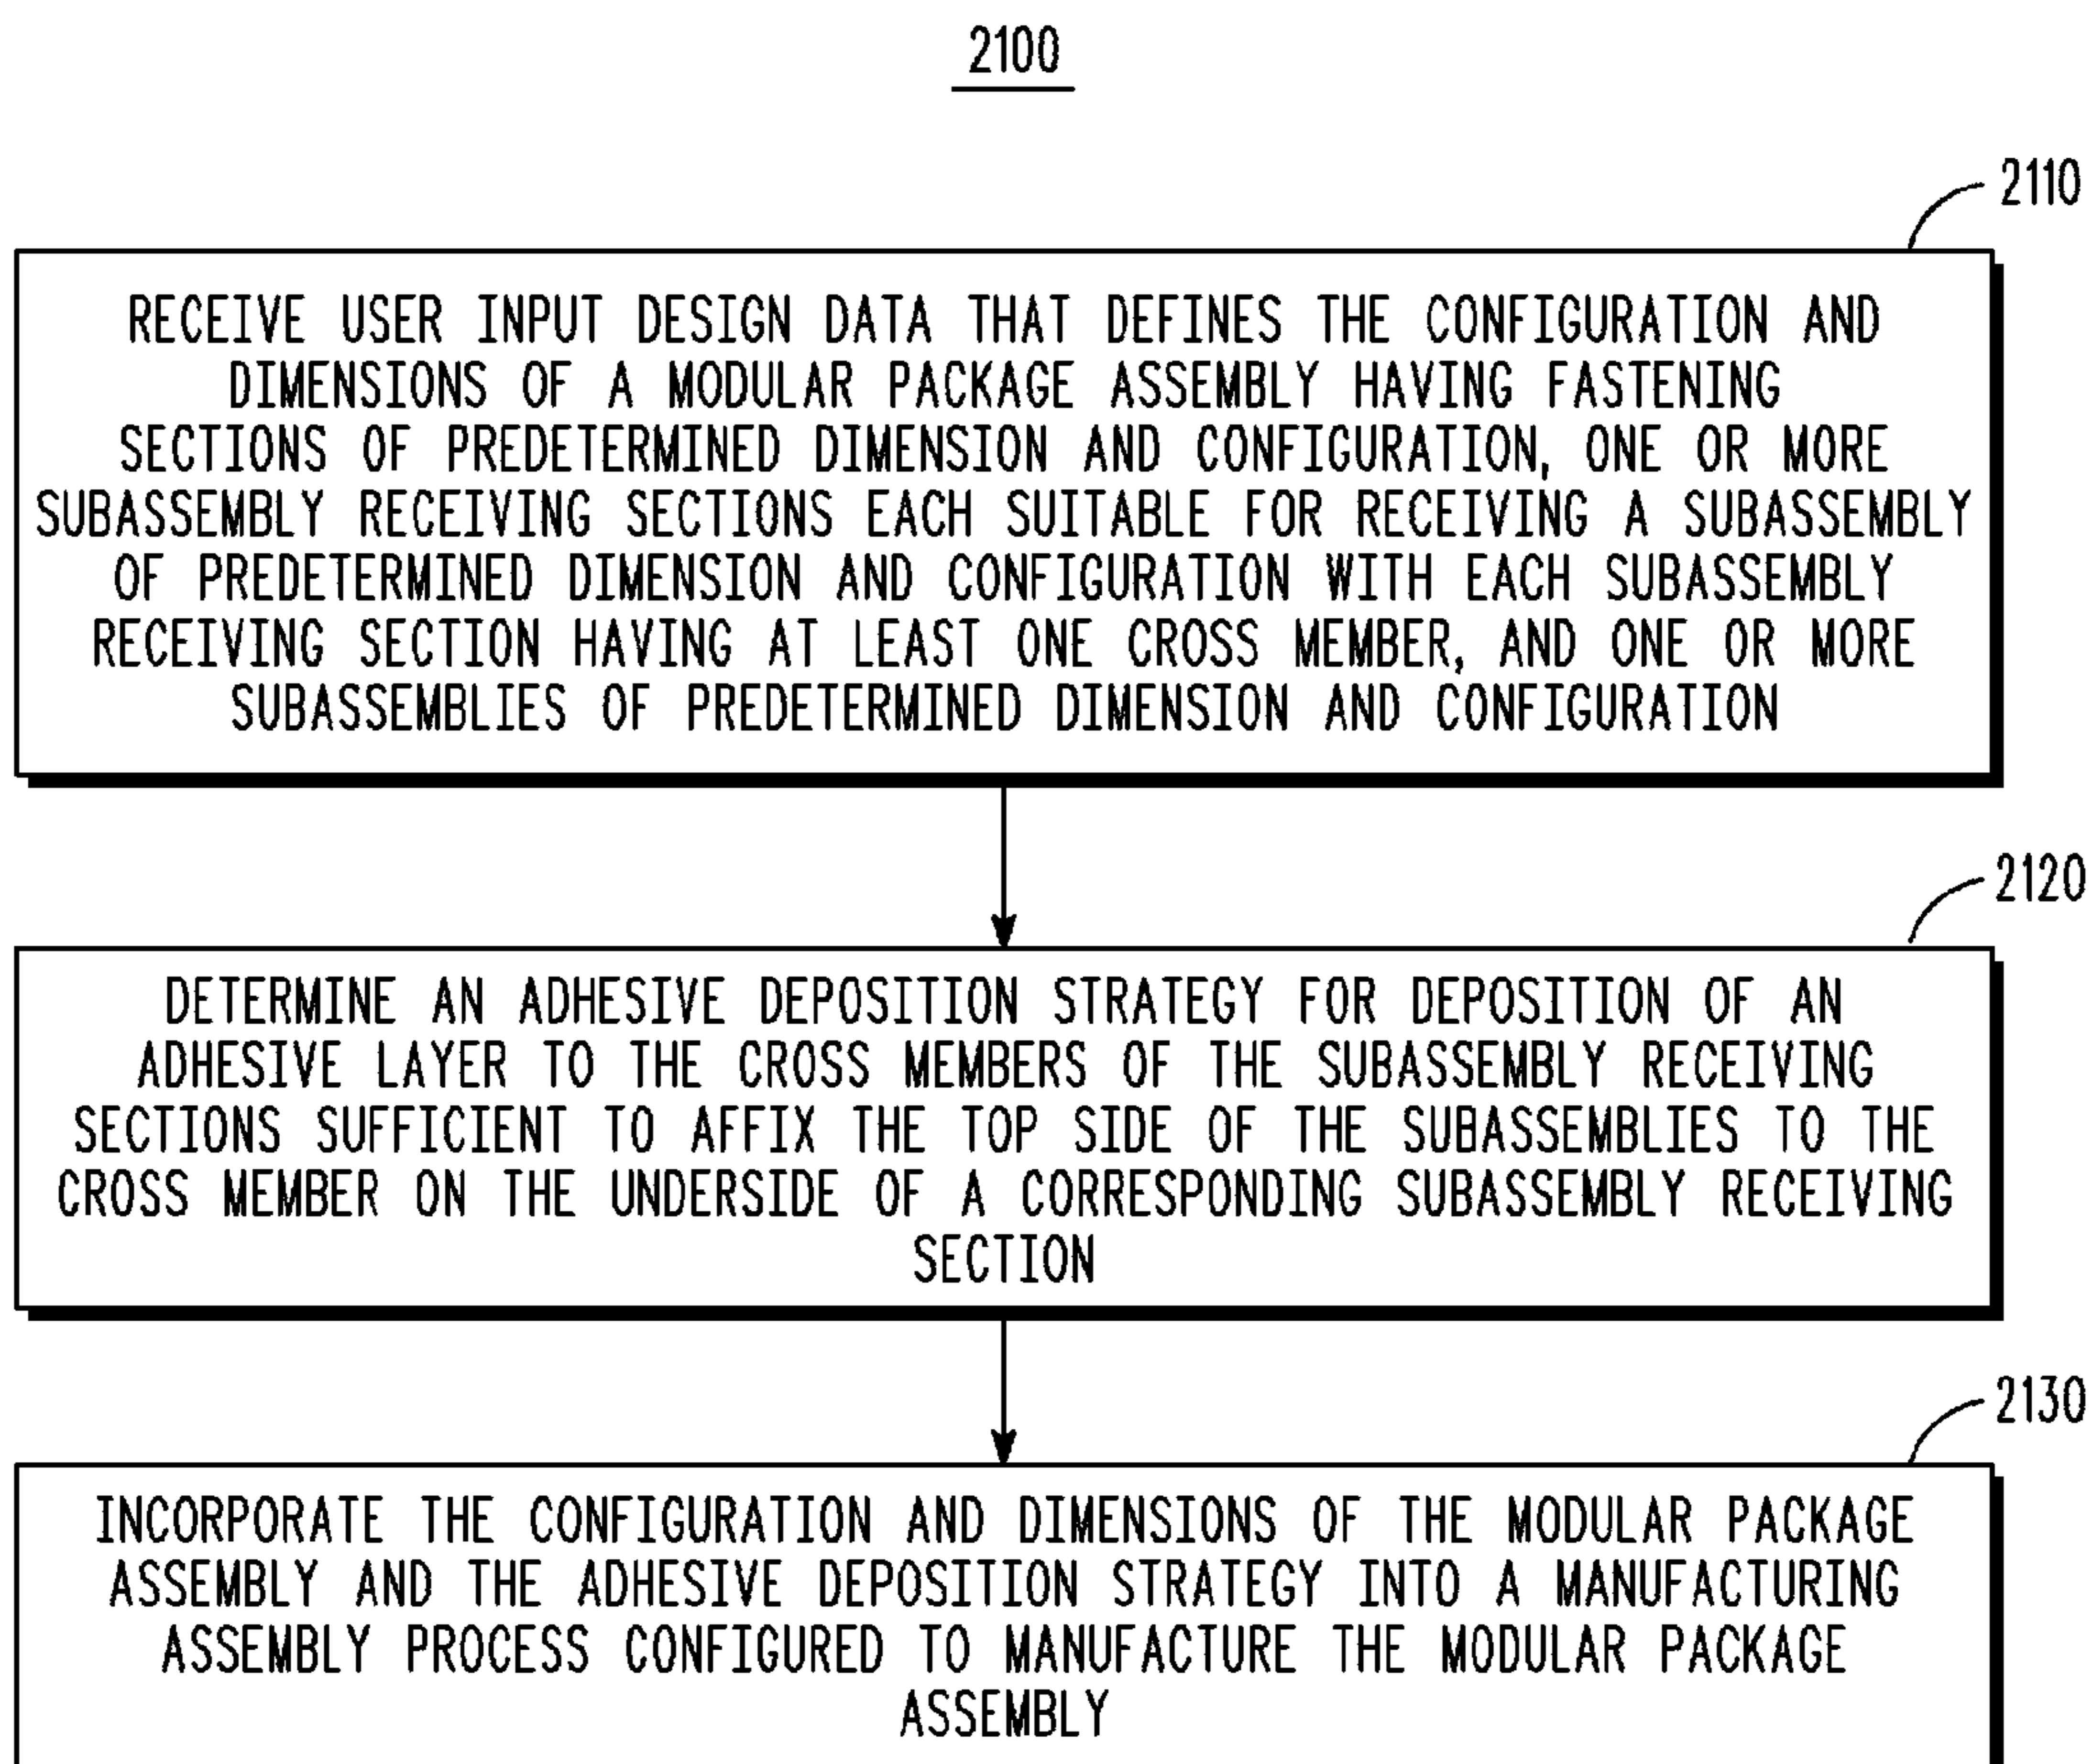 2100
2110
RECEIVE USER INPUT DESIGN DATA THAT DEFINES THE CONFIGURATION AND
DIMENSIONS OF A MODULAR PACKAGE ASSEMBLY HAVING FASTENING
SECTIONS OF PREDETERMINED DIMENSION AND CONFIGURATION, ONE OR MORE
SUBASSEMBLY RECEIVING SECTIONS EACH SUITABLE FOR RECEIVING A SUBASSEMBLY
OF PREDETERMINED DIMENSION AND CONFIGURATION WITH EACH SUBASSEMBLY
RECEIVING SECTION HAVING AT LEAST ONE CROSS MEMBER, AND ONE OR MORE
SUBASSEMBLIES OF PREDETERMINED DIMENSION AND CONFIGURATION
2120
DETERMINE AN ADHESIVE DEPOSITION STRATEGY FOR DEPOSITION OF AN
ADHESIVE LAYER TO THE CROSS MEMBERS OF THE SUBASSEMBLY RECEIVING
SECTIONS SUFFICIENT TO AFFIX THE TOP SIDE OF THE SUBASSEMBLIES TO THE
CROSS MEMBER ON THE UNDERSIDE OF A CORRESPONDING SUBASSEMBLY RECEIVING
SECTION
2130
INCORPORATE THE CONFIGURATION AND DIMENSIONS OF THE MODULAR PACKAGE
ASSEMBLY AND THE ADHESIVE DEPOSITION STRATEGY INTO A MANUFACTURING
ASSEMBLY PROCESS CONFIGURED TO MANUFACTURE THE MODULAR PACKAGE
ASSEMBLY